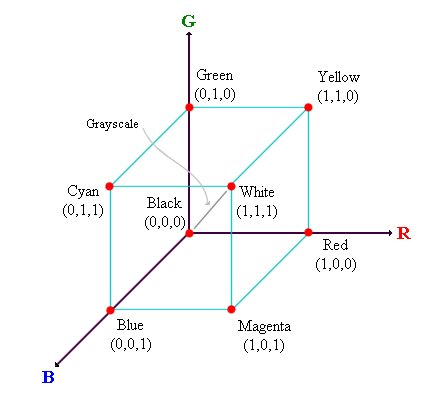 G
Green
(0,1,0)
Yellow
(1,1,0)
Grayscale
Cyan
(0,1,1)
Black
(0,0,0)
White
(1,1,1)
R
Red
(1,0,0)
Blue
(0,0,1)
Magenta
(1,0,1)
B